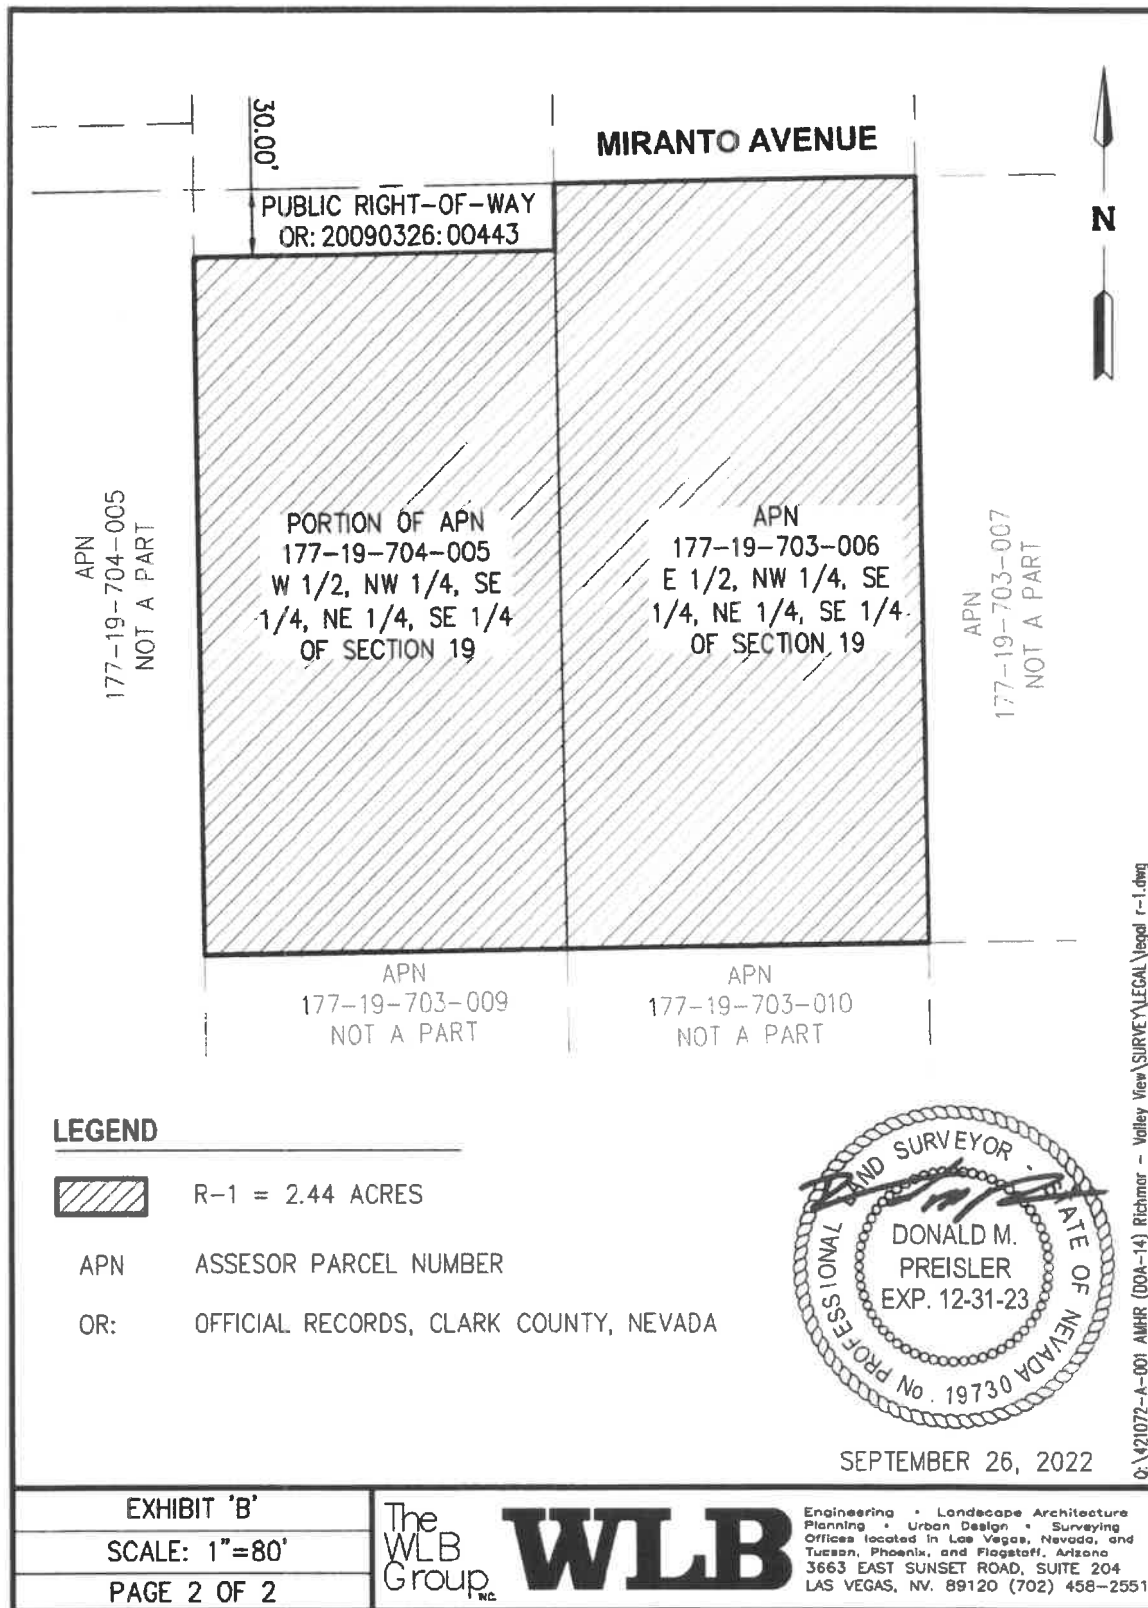 30.00'
MIRANTO AVENUE
PUBLIC RIGHT-OF-WAY
OR: 20090326:00443
N
APN
177-19-704-005
NOT A PART
PORTION OF APN
177-19-704-005
W 1/2, NW 1/4, SE
1/4, NE 1/4, SE 1/4
OF SECTION 19
APN
177-19-703-006
E 1/2, NW 1/4, SE
1/4, NE 1/4, SE 1/4
OF SECTION 19
APN
177-19-703-007
NOT A PART
APN
177-19-703-009
NOT A PART
APN
177-19-703-010
NOT A PART
LEGEND
R-1 = 2.44 ACRES
APN ASSESOR PARCEL NUMBER
OR: OFFICIAL RECORDS, CLARK COUNTY, NEVADA
PROFESSIONAL LAND SURVEYOR · STATE OF NEVADA
DONALD M.
PREISLER
EXP. 12-31-23
No. 19730
SEPTEMBER 26, 2022
Q:\421072-A-001 AMHR (DOA-14) Richmar - Valley View\SURVEY\LEGAL\legal r-1.dwg
EXHIBIT 'B'
SCALE: 1"=80'
PAGE 2 OF 2
The
WLB
Group INC.
WLB
Engineering • Landscape Architecture
Planning • Urban Design • Surveying
Offices located in Las Vegas, Nevada, and
Tucson, Phoenix, and Flagstaff, Arizona
3663 EAST SUNSET ROAD, SUITE 204
LAS VEGAS, NV. 89120 (702) 458-2551